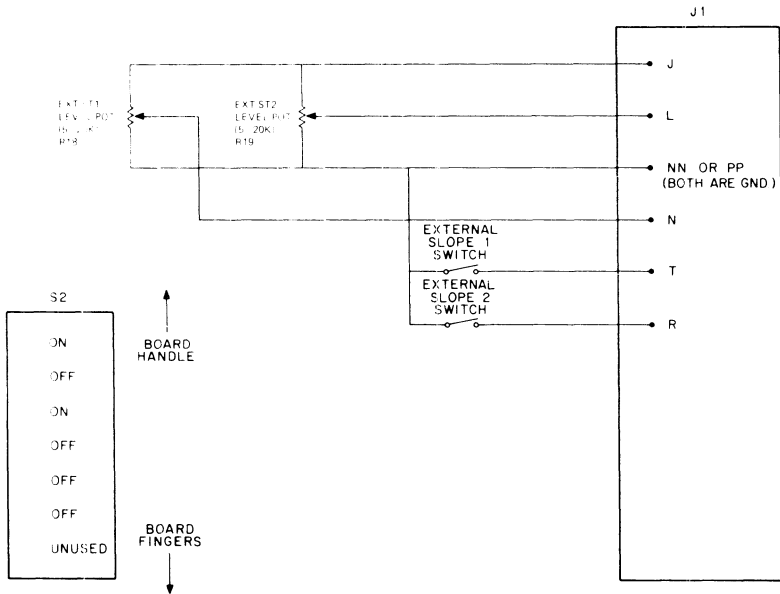 J1
J
EXT ST2
LEVEL POT
(5 20K)
R19
L
NN OR PP
(BOTH ARE GND)
N
EXTERNAL
SLOPE 1
SWITCH
T
EXTERNAL
SLOPE 2
SWITCH
R
S2
ON
OFF
ON
OFF
OFF
OFF
UNUSED
BOARD
HANDLE
BOARD
FINGERS